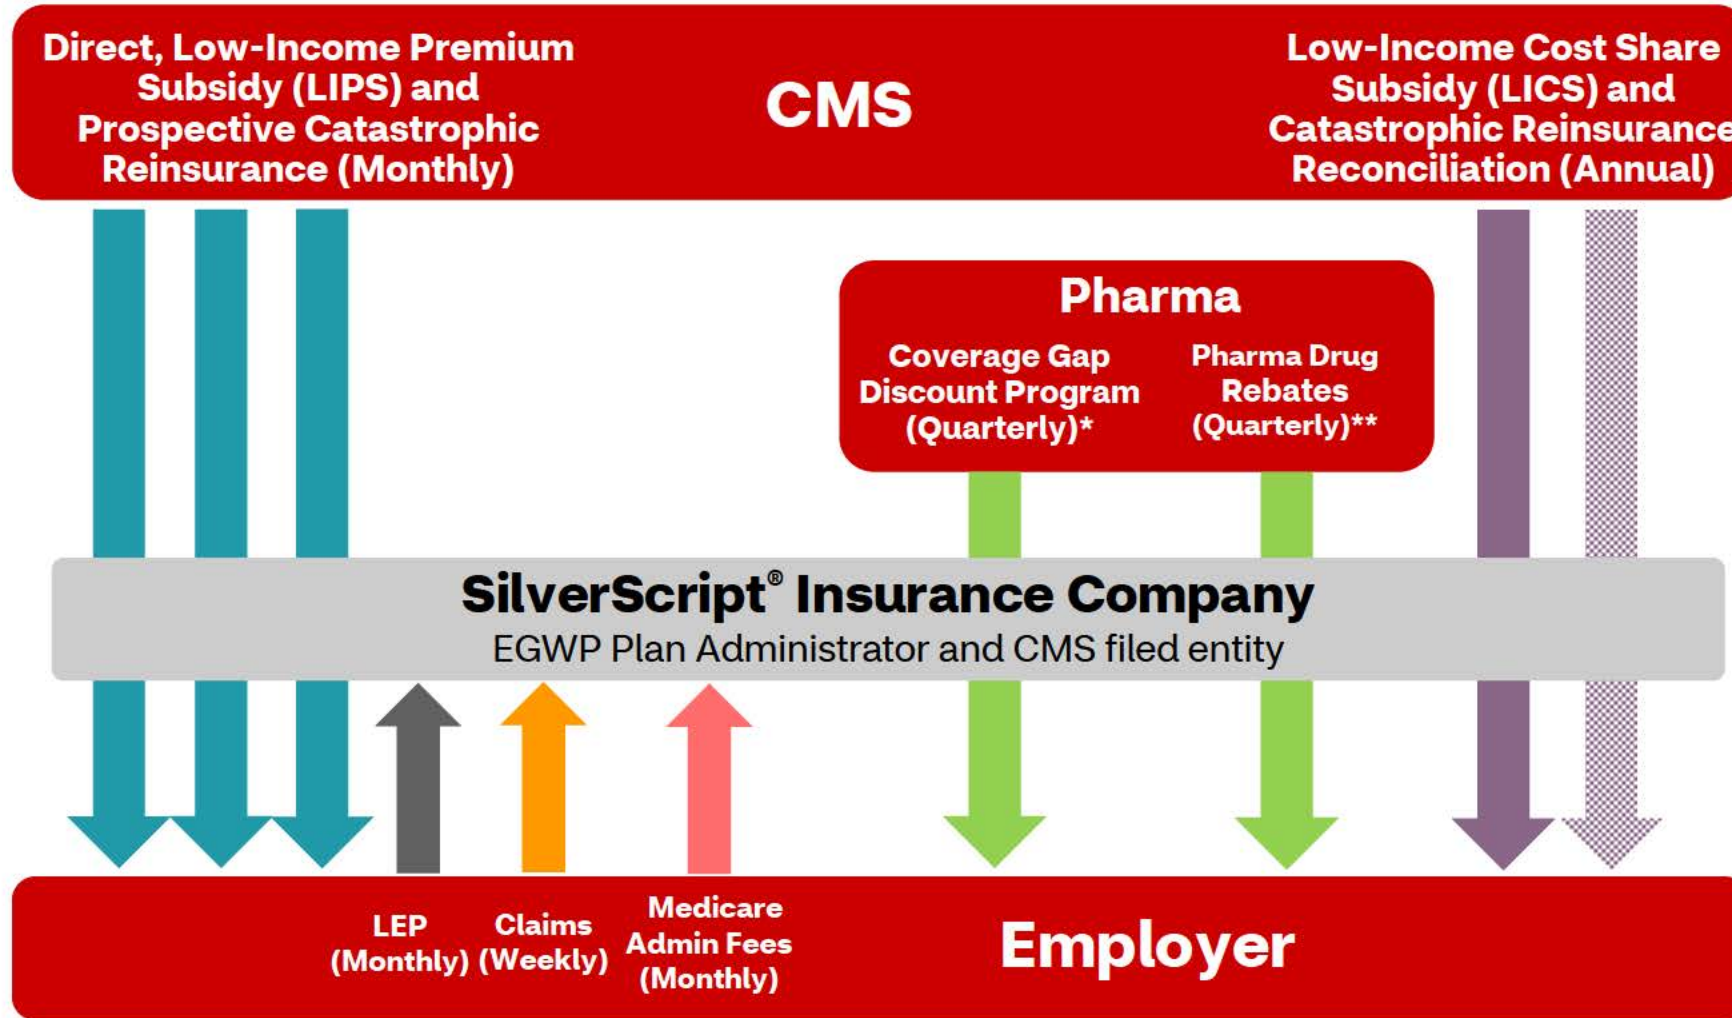 Direct, Low-Income Premium
Subsidy (LIPS) and
Prospective Catastrophic
Reinsurance (Monthly)
CMS
Low-Income Cost Share
Subsidy (LICS) and
Catastrophic Reinsurance
Reconciliation (Annual)
Pharma
Coverage Gap
Discount Program
(Quarterly)*
Pharma Drug
Rebates
(Quarterly)**
SilverScript® Insurance Company
EGWP Plan Administrator and CMS filed entity
LEP
(Monthly)
Claims
(Weekly)
Medicare
Admin Fees
(Monthly)
Employer